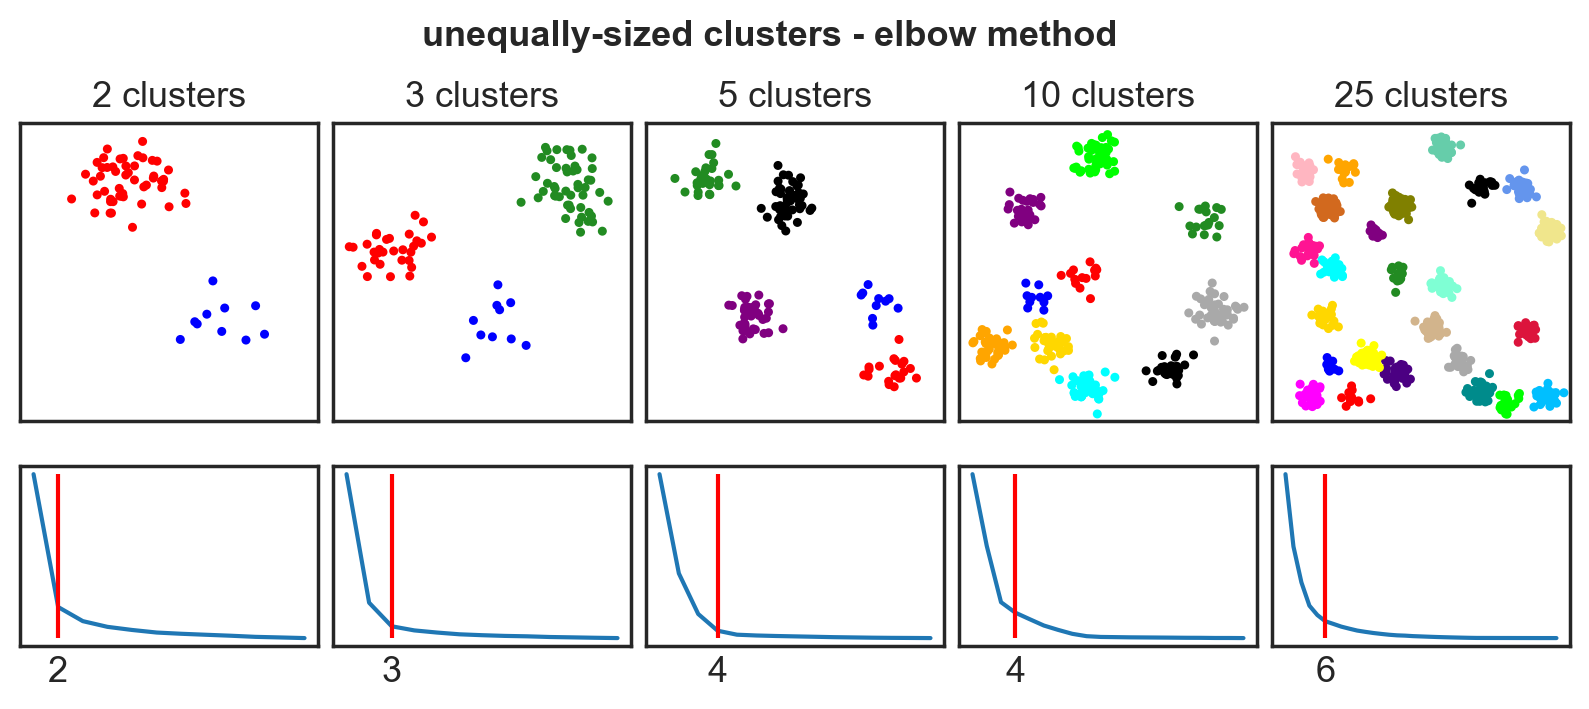 unequally-sized clusters - elbow method
2 clusters
3 clusters
5 clusters
10 clusters
25 clusters
2
3
4
4
6